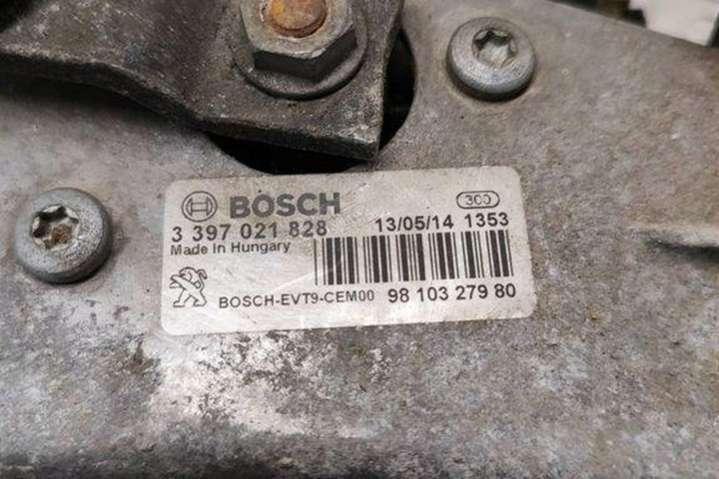 BOSCH 300
3 397 021 828 13/05/14 1353
Made in Hungary
BOSCH-EVT9-CEM00 98 103 279 80